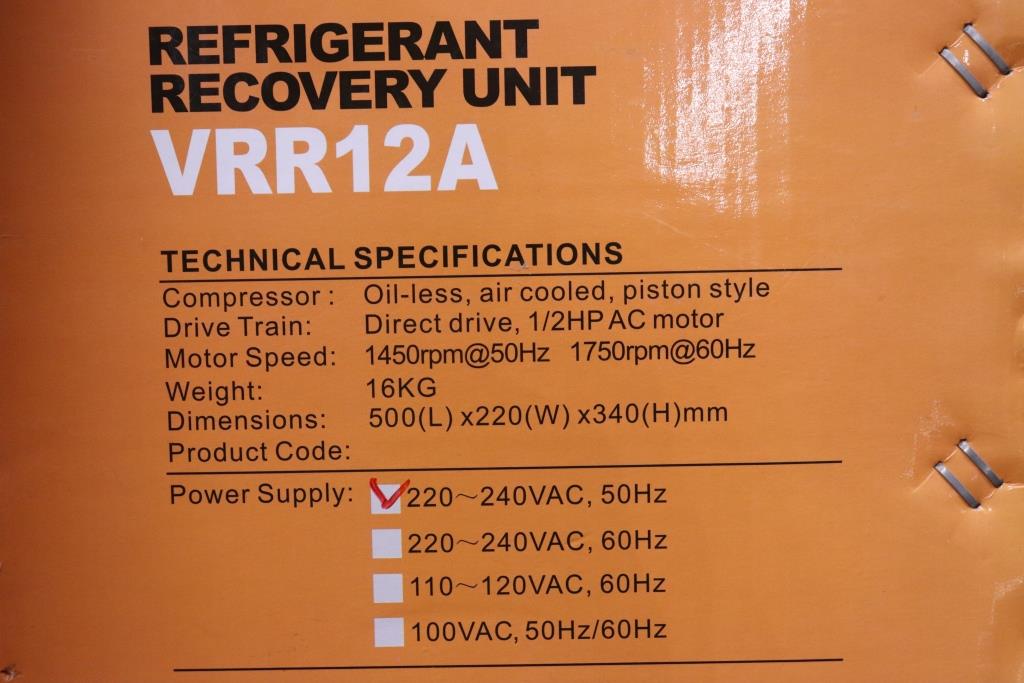 REFRIGERANT
RECOVERY UNIT
VRR12A
TECHNICAL SPECIFICATIONS
Compressor : Oil-less, air cooled, piston style
Drive Train: Direct drive, 1/2HP AC motor
Motor Speed: 1450rpm@50Hz 1750rpm@60Hz
Weight: 16KG
Dimensions: 500(L) x220(W) x340(H)mm
Product Code:
Power Supply: 220~240VAC, 50Hz
220~240VAC, 60Hz
110~120VAC, 60Hz
100VAC, 50Hz/60Hz